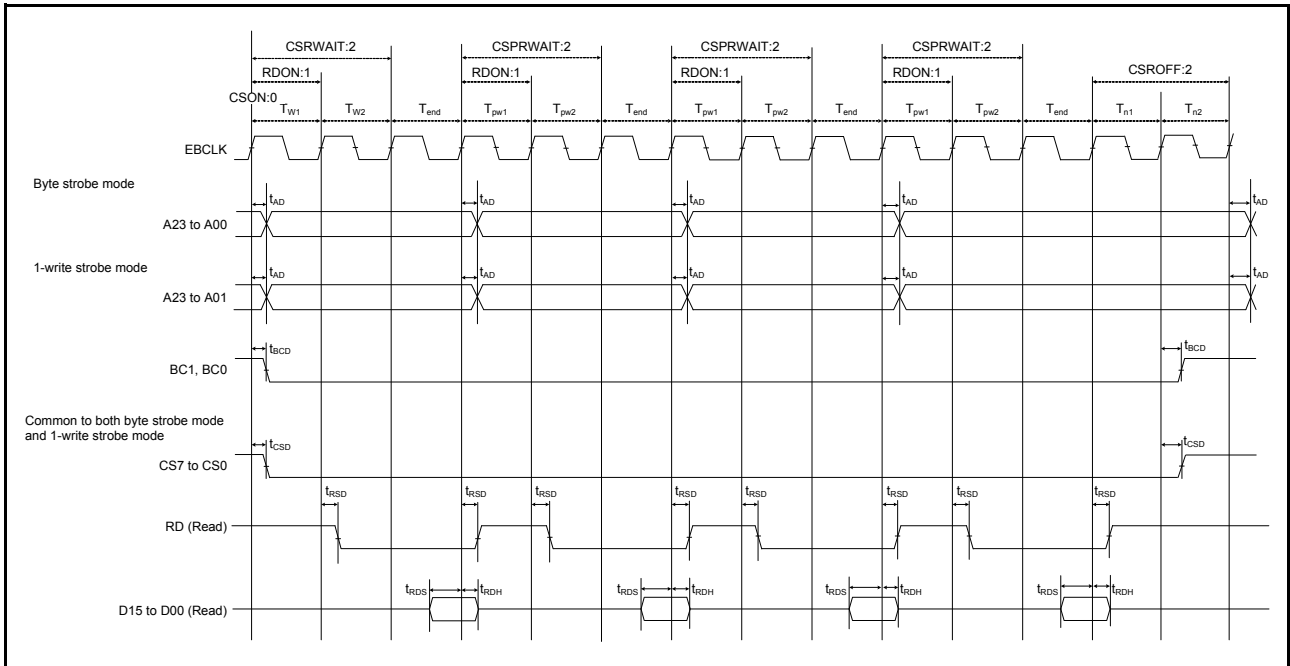 CSRWAIT:2 CSPRWAIT:2 CSPRWAIT:2 CSPRWAIT:2
RDON:1 RDON:1 RDON:1 RDON:1 CSROFF:2
CSON:0
TW1 TW2 Tend Tpw1 Tpw2 Tend Tpw1 Tpw2 Tend Tpw1 Tpw2 Tend Tn1 Tn2
EBCLK
Byte strobe mode
tAD tAD tAD tAD tAD
A23 to A00
1-write strobe mode
tAD tAD tAD tAD tAD
A23 to A01
tBCD tBCD
BC1, BC0
Common to both byte strobe mode
and 1-write strobe mode
tCSD tCSD
CS7 to CS0
tRSD tRSD tRSD tRSD tRSD tRSD tRSD tRSD
RD (Read)
tRDS tRDH tRDS tRDH tRDS tRDH tRDS tRDH
D15 to D00 (Read)